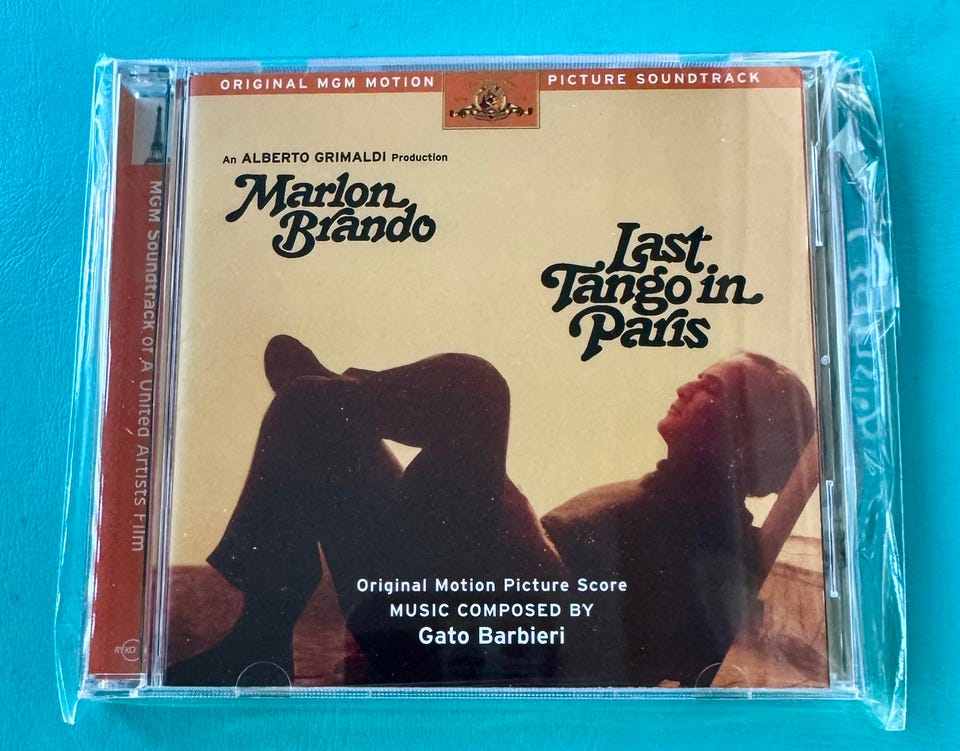 ORIGINAL MGM MOTION PICTURE SOUNDTRACK
An ALBERTO GRIMALDI Production
Marlon
Brando
Last
Tango in
Paris
Original Motion Picture Score
MUSIC COMPOSED BY
Gato Barbieri
MGM Soundtrack of A United Artists Film
RYKO